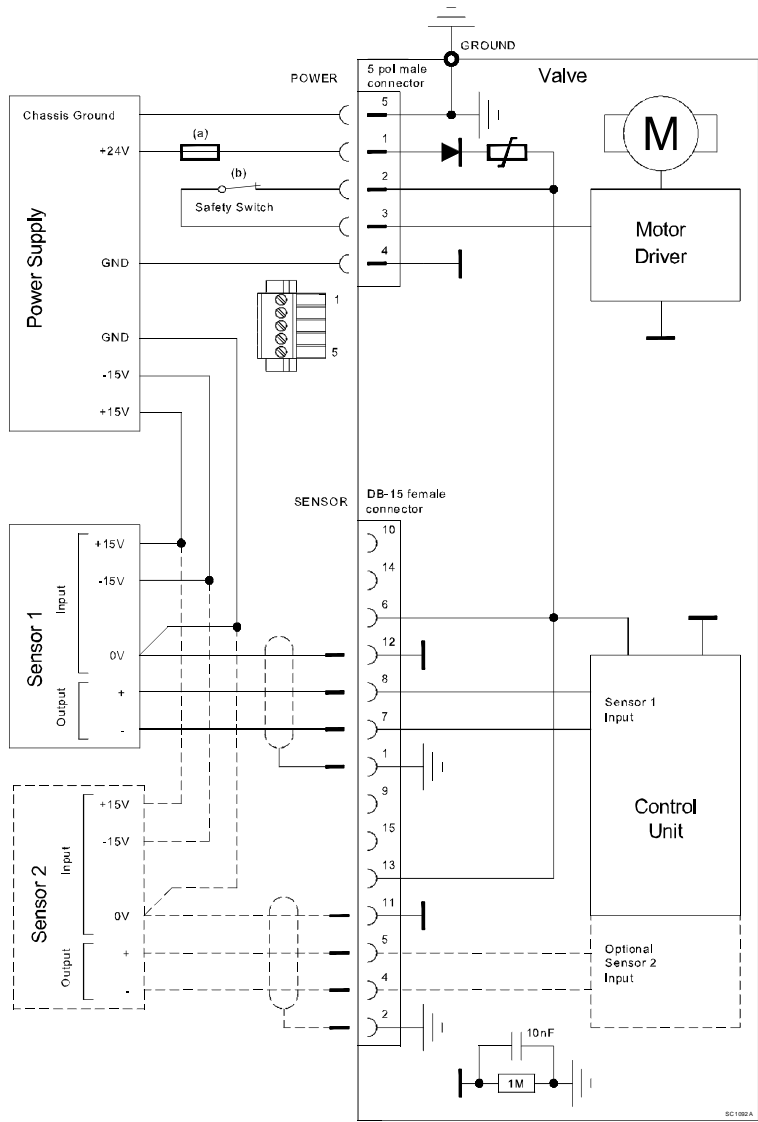 GROUND
POWER
5 pol male
connector
Valve
Chassis Ground
5
(a)
+24V
1
M
(b)
2
Safety Switch
3
Motor
Driver
GND
4
Power Supply
1
GND
5
-15V
+15V
SENSOR
DB-15 female
connector
10
+15V
14
-15V
Input
6
Sensor 1
12
0V
8
+
Sensor 1
Input
Output
7
-
1
+15V
9
Control
Unit
-15V
15
Input
13
Sensor 2
0V
11
+
5
Optional
Sensor 2
Input
Output
-
4
2
10nF
1M
SC1092A